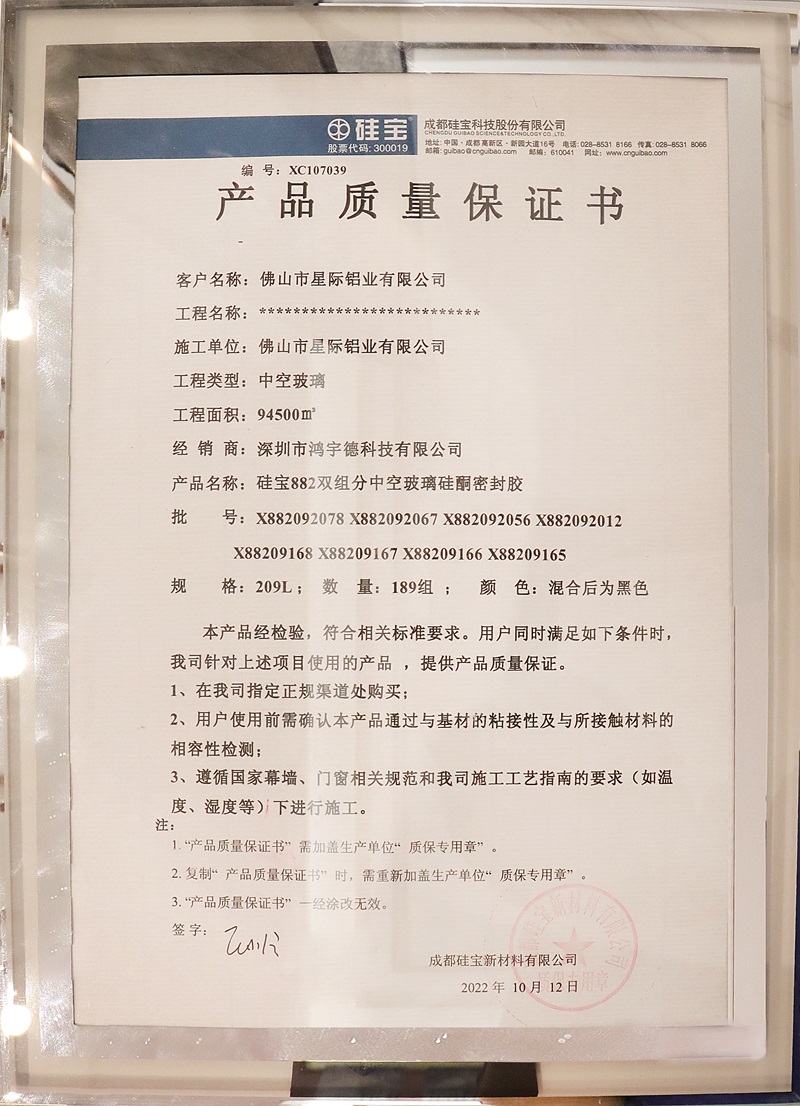 硅宝
股票代码: 300019
成都硅宝科技股份有限公司
CHENGDU GUIBAO SCIENCE&TECHNOLOGY CO.,LTD.
地址: 中国·成都高新区·新园大道16号 电话: 028-8531 8166 传真: 028-8531 8066
邮箱: guibao@cnguibao.com 邮编: 610041 网址: www.cnguibao.com
编 号: XC107039
产品质量保证书
客户名称: 佛山市星际铝业有限公司
工程名称: **************************
施工单位: 佛山市星际铝业有限公司
工程类型: 中空玻璃
工程面积: 94500㎡
经 销 商: 深圳市鸿宇德科技有限公司
产品名称: 硅宝882双组分中空玻璃硅酮密封胶
批 号: X882092078 X882092067 X882092056 X882092012
X88209168 X88209167 X88209166 X88209165
规 格: 209L； 数 量: 189组 ； 颜 色: 混合后为黑色
本产品经检验，符合相关标准要求。用户同时满足如下条件时，
我司针对上述项目使用的产品 ，提供产品质量保证。
1、在我司指定正规渠道处购买；
2、用户使用前需确认本产品通过与基材的粘接性及与所接触材料的
相容性检测；
3、遵循国家幕墙、门窗相关规范和我司施工工艺指南的要求（如温
度、湿度等）下进行施工。
注：
1.“产品质量保证书” 需加盖生产单位“ 质保专用章” 。
2.复制“ 产品质量保证书” 时，需重新加盖生产单位“ 质保专用章” 。
3.“产品质量保证书” 一经涂改无效。
签字：
成都硅宝新材料有限公司
2022 年 10 月 12 日
成都硅宝新材料有限公司
质保专用章